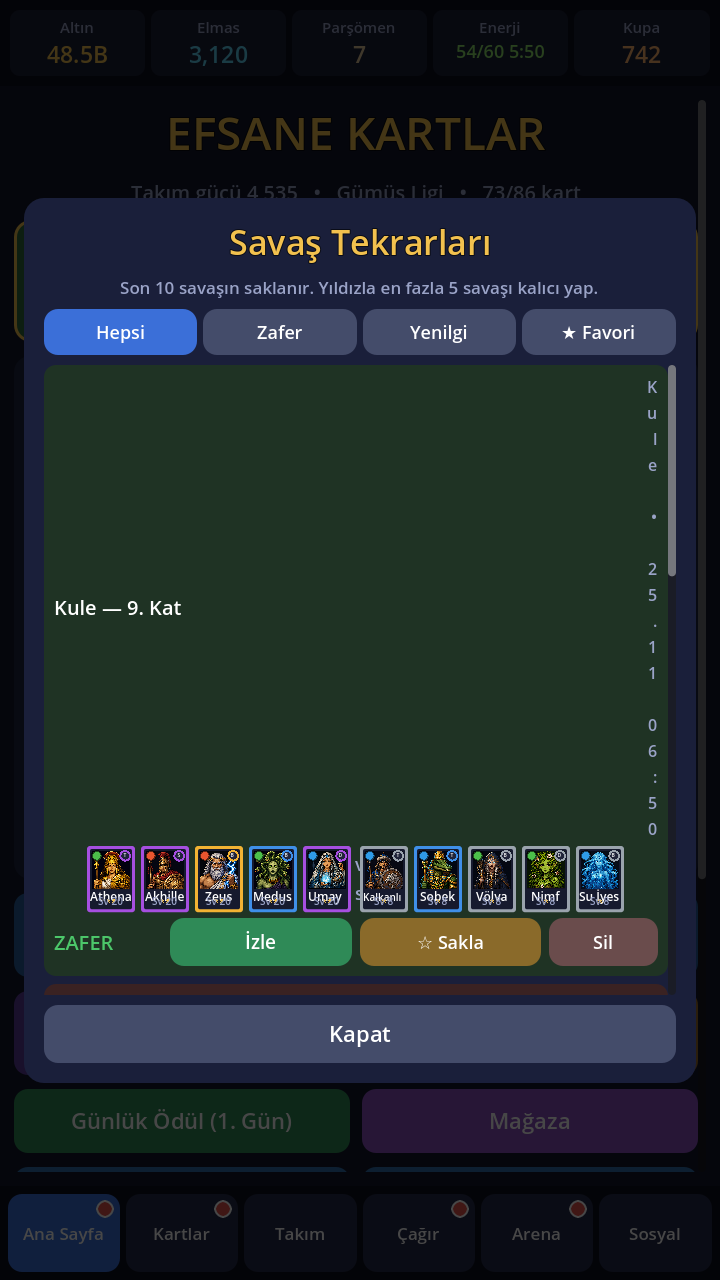 Altın
Elmas
Parşömen
Enerji
Kupa
48.5B
3,120
7
54/60 5:50
742
EFSANE KARTLAR
Takım gücü 4.535 • Gümüş Ligi • 73/86 kart
Savaş Tekrarları
Son 10 savaşın saklanır. Yıldızla en fazla 5 savaşı kalıcı yap.
Hepsi
Zafer
Yenilgi
★ Favori
Kule — 9. Kat
Kule • 25.11 06:50
Athena
Akhille
Zeus
Medus
Umay
Kalkanlı
Sobek
Völva
Nimf
Su İyes
ZAFER
İzle
☆ Sakla
Sil
Kapat
Günlük Ödül (1. Gün)
Mağaza
Ana Sayfa
Kartlar
Takım
Çağır
Arena
Sosyal